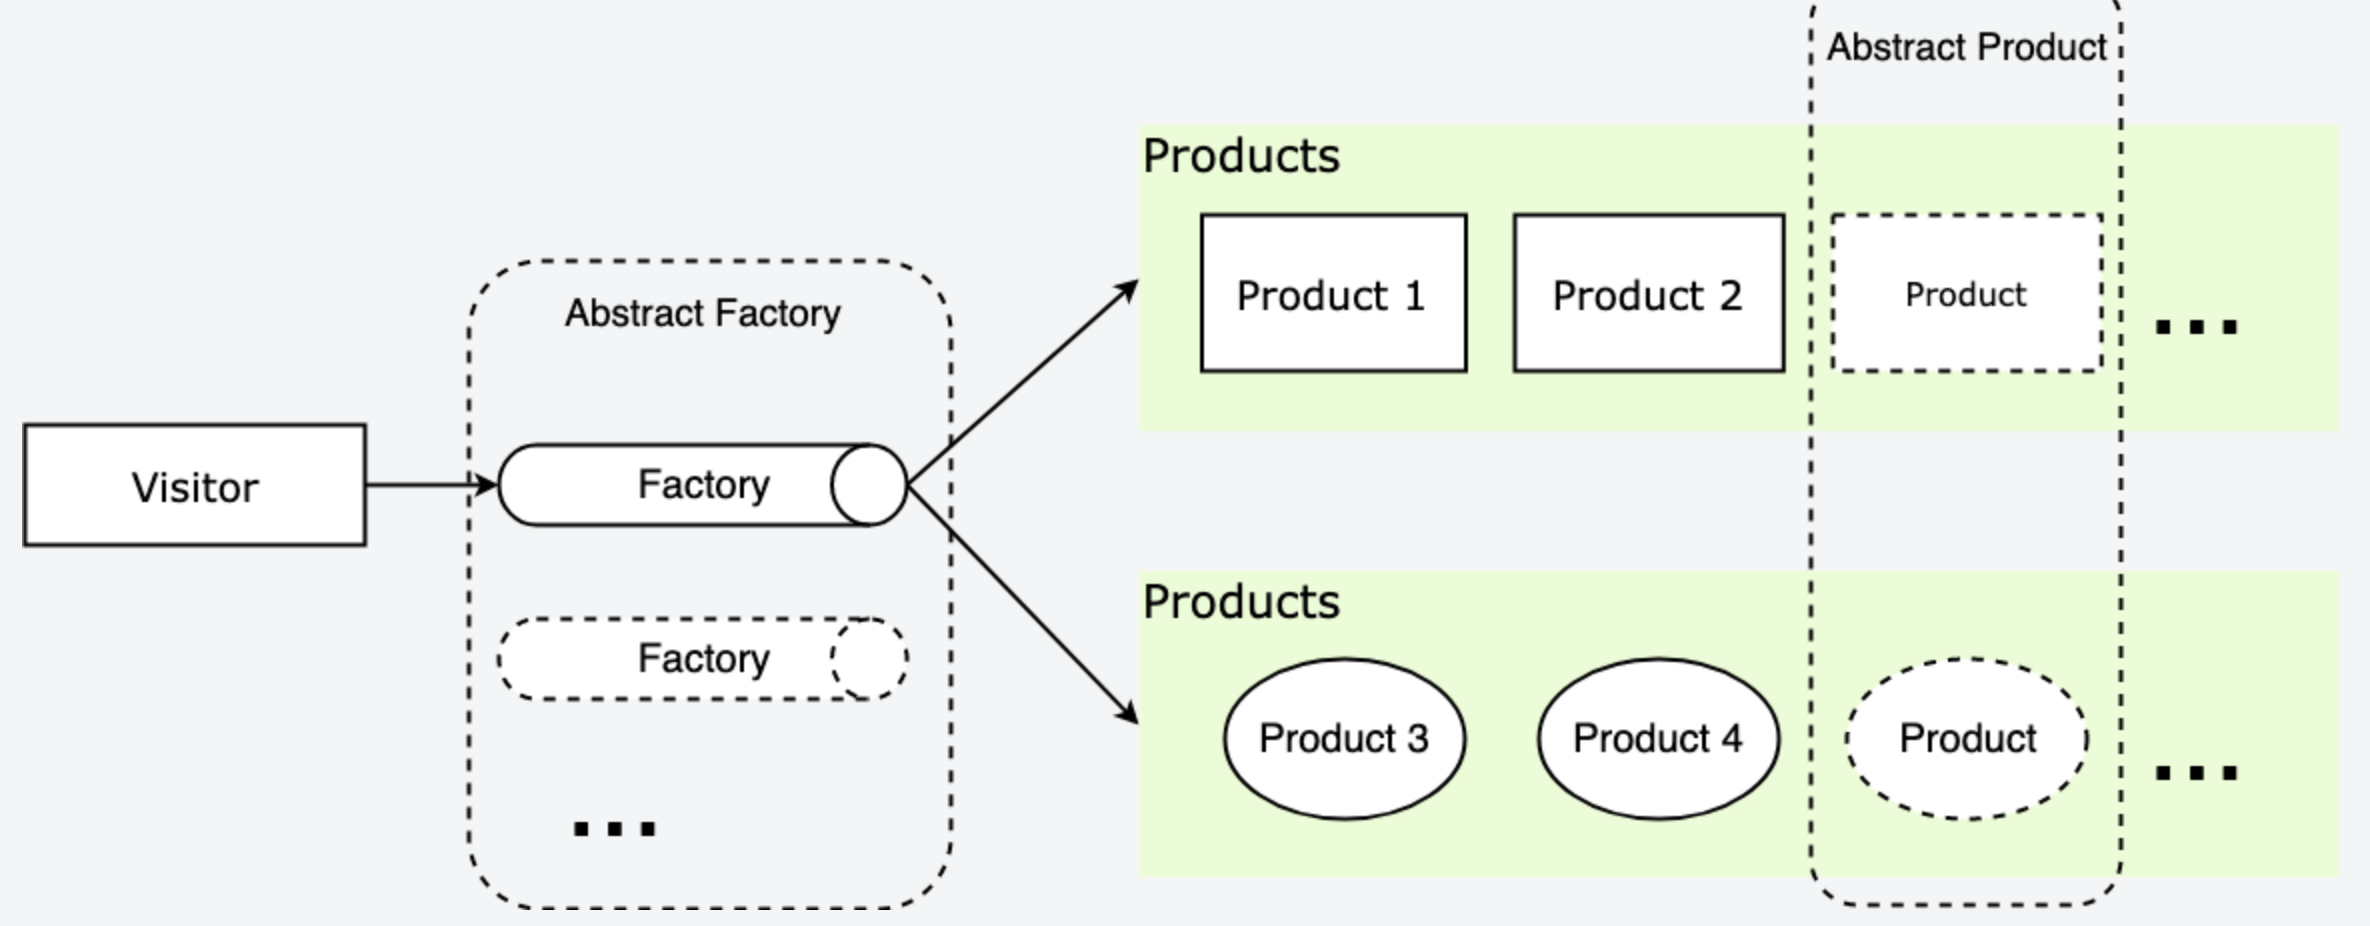 Abstract Product
Products
Product 1
Product 2
Product
...
Abstract Factory
Visitor
Factory
Factory
...
Products
Product 3
Product 4
Product
...